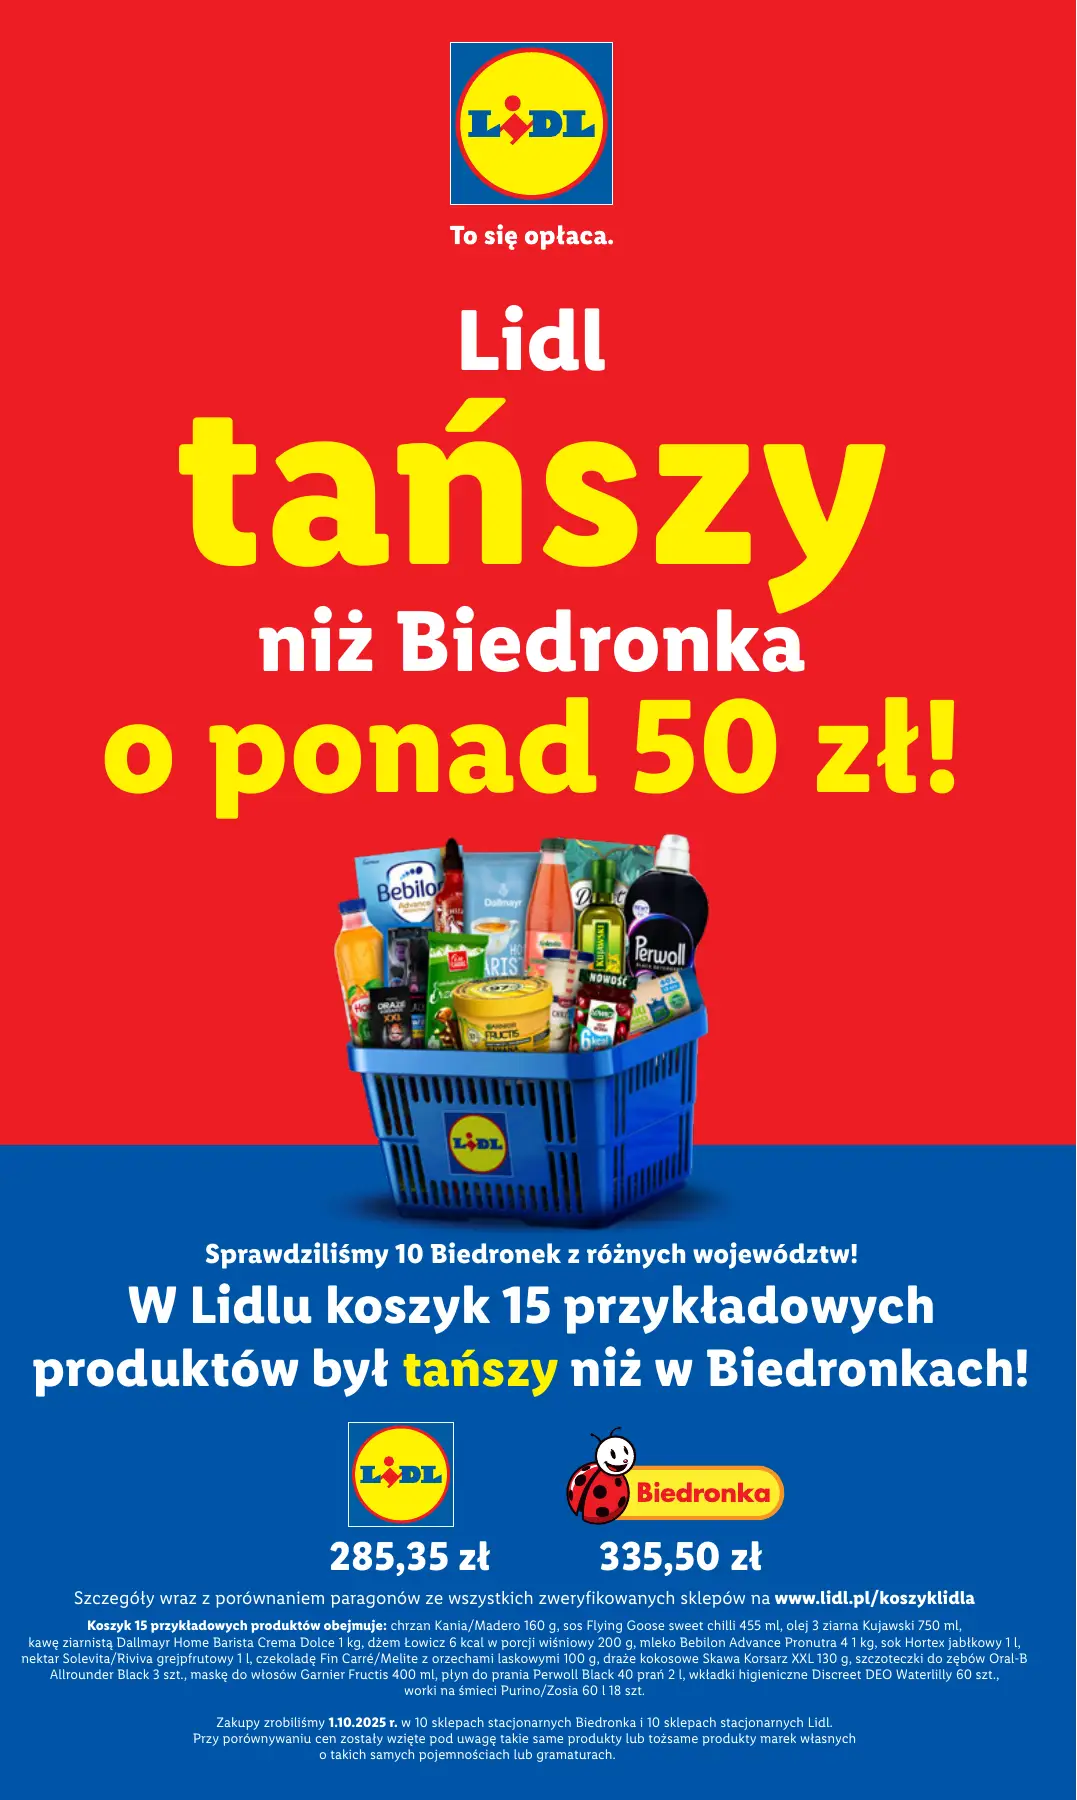 LIDL
To się opłaca.
Lidl
tańszy
niż Biedronka
o ponad 50 zł!
Bebilo
Advance
Dallmayr
KUJAWSKI
Perwoll
NOWOŚĆ
DRAŻE
XXL
GARNIER
FRUCTIS
6 kcal
LIDL
Sprawdziliśmy 10 Biedronek z różnych województw!
W Lidlu koszyk 15 przykładowych
produktów był tańszy niż w Biedronkach!
LIDL
Biedronka
285,35 zł 335,50 zł
Szczegóły wraz z porównaniem paragonów ze wszystkich zweryfikowanych sklepów na www.lidl.pl/koszyklidla
Koszyk 15 przykładowych produktów obejmuje: chrzan Kania/Madero 160 g, sos Flying Goose sweet chilli 455 ml, olej 3 ziarna Kujawski 750 ml,
kawę ziarnistą Dallmayr Home Barista Crema Dolce 1 kg, dżem Łowicz 6 kcal w porcji wiśniowy 200 g, mleko Bebilon Advance Pronutra 4 1 kg, sok Hortex jabłkowy 1 l,
nektar Solevita/Riviva grejpfrutowy 1 l, czekoladę Fin Carré/Melite z orzechami laskowymi 100 g, draże kokosowe Skawa Korsarz XXL 130 g, szczoteczki do zębów Oral-B
Allrounder Black 3 szt., maskę do włosów Garnier Fructis 400 ml, płyn do prania Perwoll Black 40 prań 2 l, wkładki higieniczne Discreet DEO Waterlilly 60 szt.,
worki na śmieci Purino/Zosia 60 l 18 szt.
Zakupy zrobiliśmy 1.10.2025 r. w 10 sklepach stacjonarnych Biedronka i 10 sklepach stacjonarnych Lidl.
Przy porównywaniu cen zostały wzięte pod uwagę takie same produkty lub tożsame produkty marek własnych
o takich samych pojemnościach lub gramaturach.